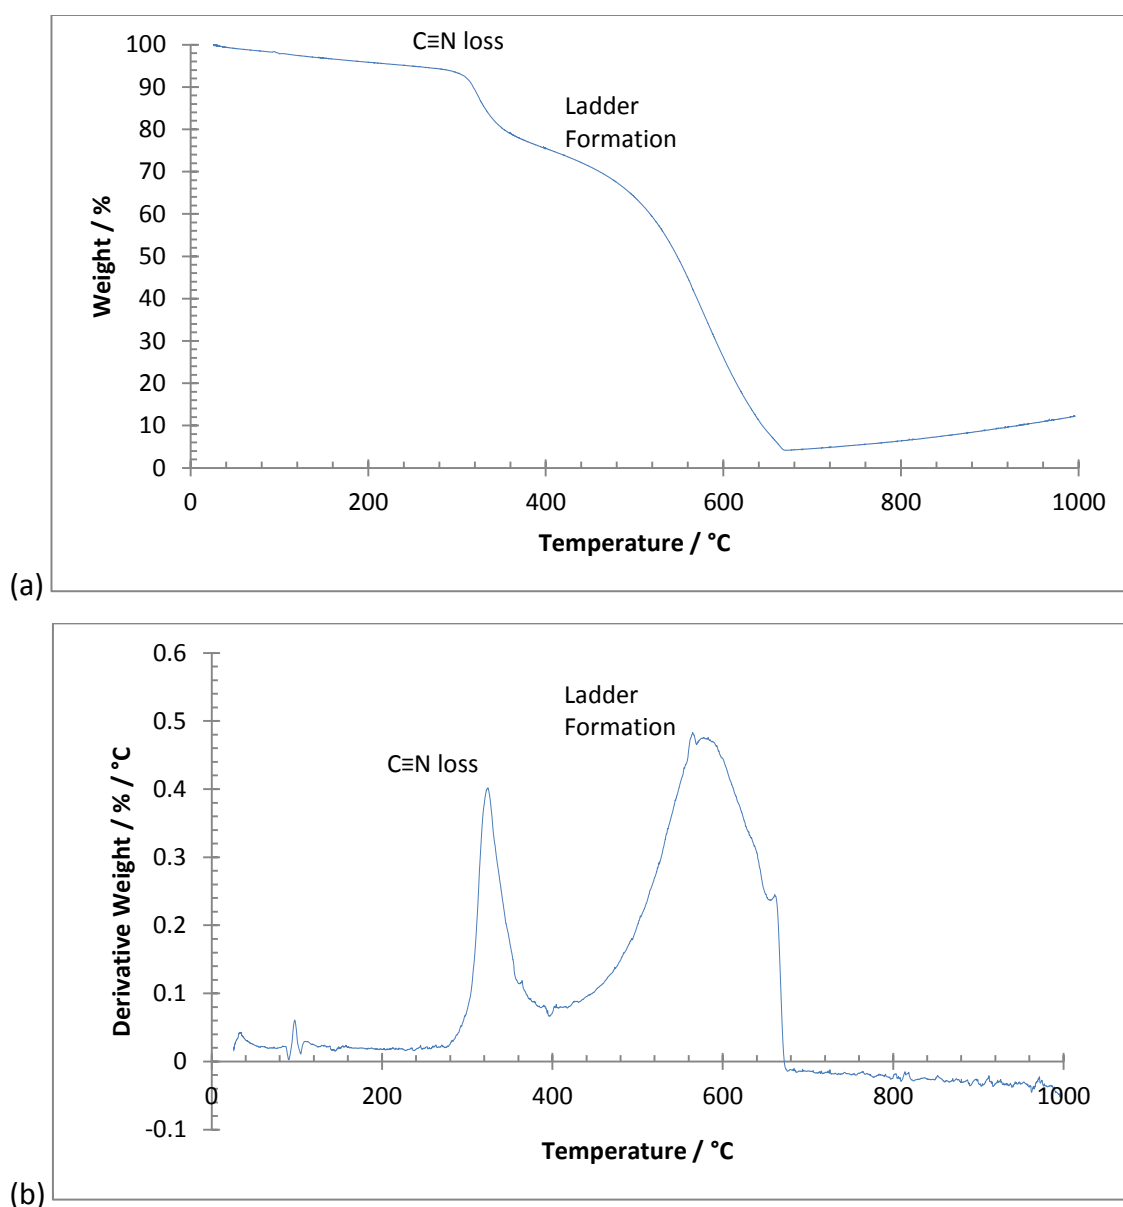 C≡N loss
Ladder
Formation
100
90
80
70
60
50
40
30
20
10
0
Weight / %
0
200
400
600
800
1000
Temperature / °C
(a)
0.6
0.5
0.4
0.3
0.2
0.1
0
-0.1
Derivative Weight / % / °C
Ladder
Formation
C≡N loss
0
200
400
600
800
1000
Temperature / °C
(b)